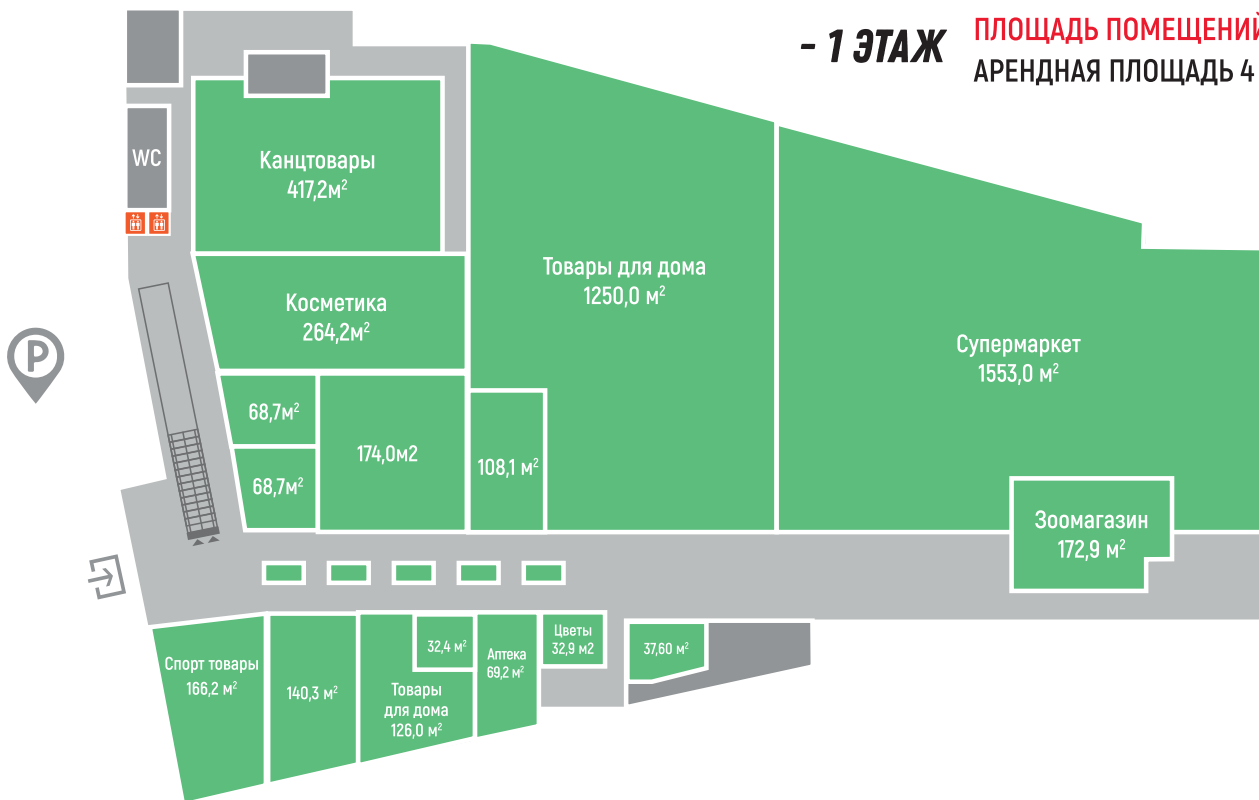 - 1 ЭТАЖ
ПЛОЩАДЬ ПОМЕЩЕНИЙ
АРЕНДНАЯ ПЛОЩАДЬ 4
WC
Канцтовары
417,2м²
Товары для дома
1250,0 м²
Косметика
264,2м²
Супермаркет
1553,0 м²
P
68,7м²
174,0м2
108,1 м²
68,7м²
Зоомагазин
172,9 м²
Спорт товары
166,2 м²
140,3 м²
32,4 м²
Товары
для дома
126,0 м²
Аптека
69,2 м²
Цветы
32,9 м2
37,60 м²